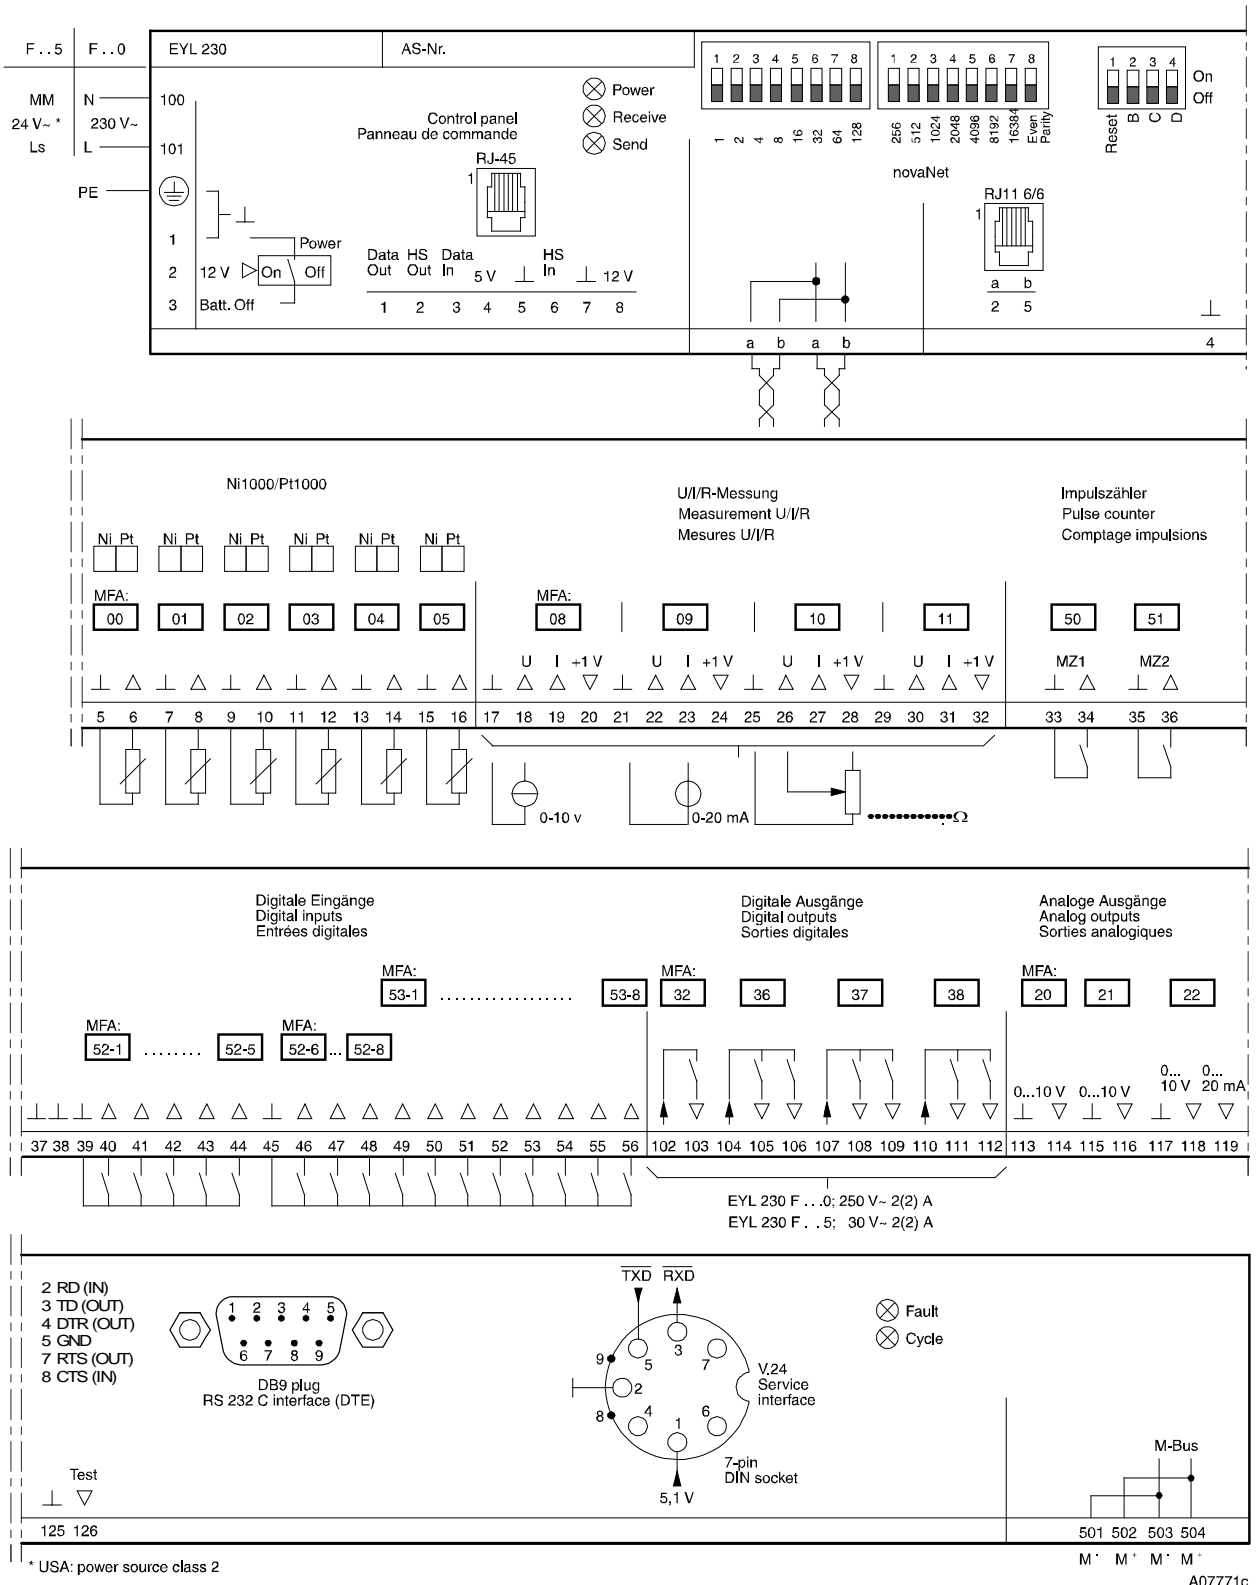 F . . 5 F . . 0 EYL 230 AS-Nr.
1 2 3 4 5 6 7 8 1 2 3 4 5 6 7 8 1 2 3 4
On
Off
Power
Receive
Send
MM N 100
24 V~ * 230 V~
Ls L 101
PE
Control panel
Panneau de commande
RJ-45
1
1 2 4 8 16 32 64 128 256 512 1024 2048 4096 8192 16384 Even Parity Reset B C D
novaNet
RJ11 6/6
1
a b
2 5
1 Power
2 12 V On Off
3 Batt. Off
Data Out HS Out Data In 5 V ⊥ HS In ⊥ 12 V
1 2 3 4 5 6 7 8
a b a b 4
Ni1000/Pt1000
U/I/R-Messung
Measurement U/I/R
Mesures U/I/R
Impulszähler
Pulse counter
Comptage impulsions
Ni Pt Ni Pt Ni Pt Ni Pt Ni Pt Ni Pt
MFA: MFA:
00 01 02 03 04 05 08 09 10 11 50 51
U I +1 V U I +1 V U I +1 V U I +1 V MZ1 MZ2
5 6 7 8 9 10 11 12 13 14 15 16 17 18 19 20 21 22 23 24 25 26 27 28 29 30 31 32 33 34 35 36
0-10 v 0-20 mA Ω
Digitale Eingänge
Digital inputs
Entrées digitales
Digitale Ausgänge
Digital outputs
Sorties digitales
Analoge Ausgänge
Analog outputs
Sorties analogiques
MFA: MFA: MFA:
53-1 ..................... 53-8 32 36 37 38 20 21 22
MFA: MFA:
52-1 ........ 52-5 52-6 ... 52-8
0...10 V 0...10 V 0... 10 V 0... 20 mA
37 38 39 40 41 42 43 44 45 46 47 48 49 50 51 52 53 54 55 56 102 103 104 105 106 107 108 109 110 111 112 113 114 115 116 117 118 119
EYL 230 F . . .0; 250 V~ 2(2) A
EYL 230 F . . 5; 30 V~ 2(2) A
2 RD (IN)
3 TD (OUT)
4 DTR (OUT)
5 GND
7 RTS (OUT)
8 CTS (IN)
1 2 3 4 5
6 7 8 9
DB9 plug
RS 232 C interface (DTE)
TXD RXD
9 5 3 7
2
8 4 1 6
V.24
Service
interface
7-pin
DIN socket
5,1 V
Fault
Cycle
M-Bus
Test
125 126 501 502 503 504
M - M + M - M +
* USA: power source class 2
A07771c